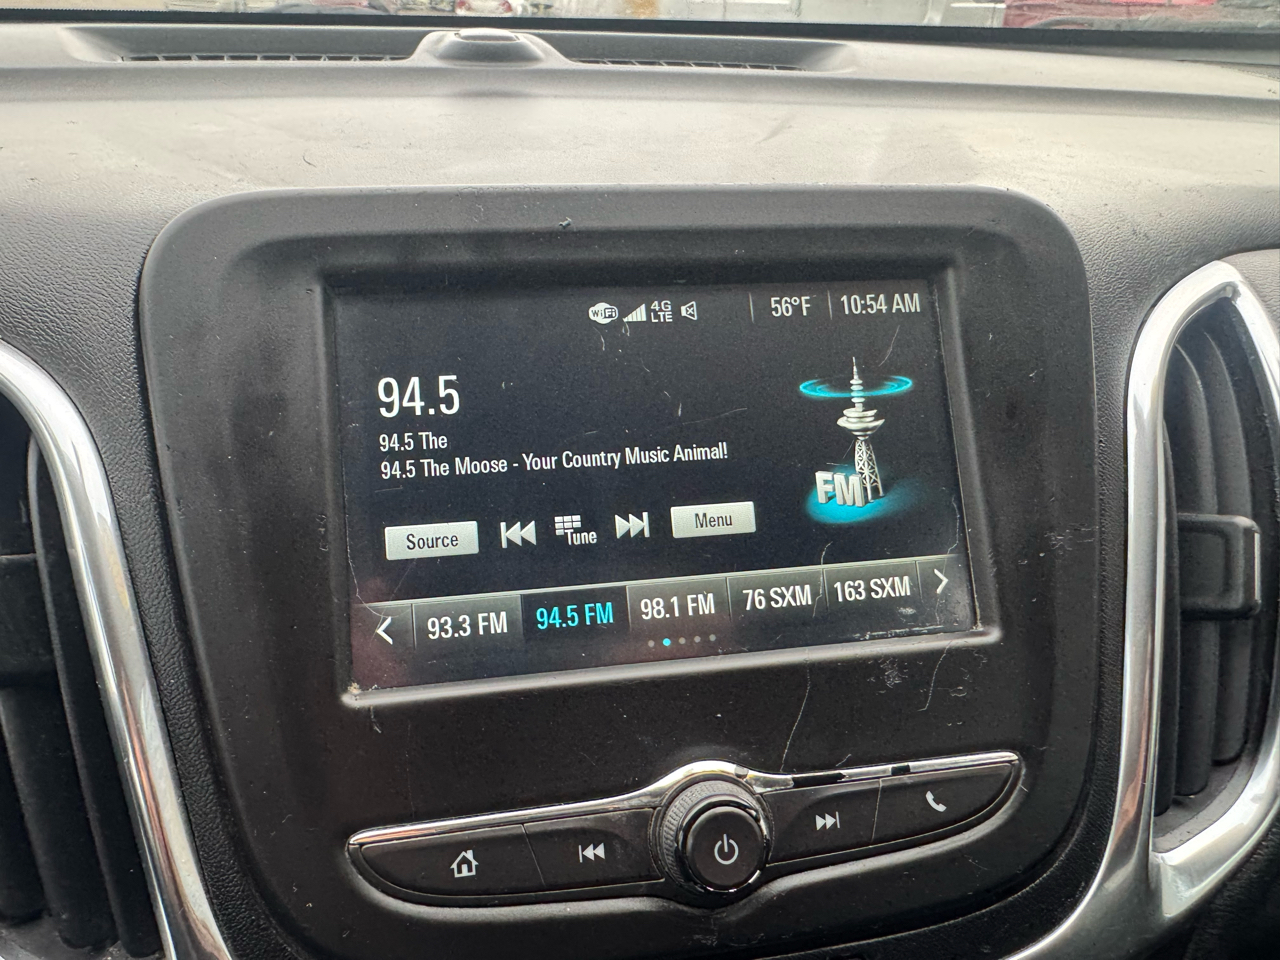 WiFi 4G LTE 56°F 10:54 AM
94.5
94.5 The
94.5 The Moose - Your Country Music Animal!
FM
Source Tune Menu
93.3 FM 94.5 FM 98.1 FM 76 SXM 163 SXM